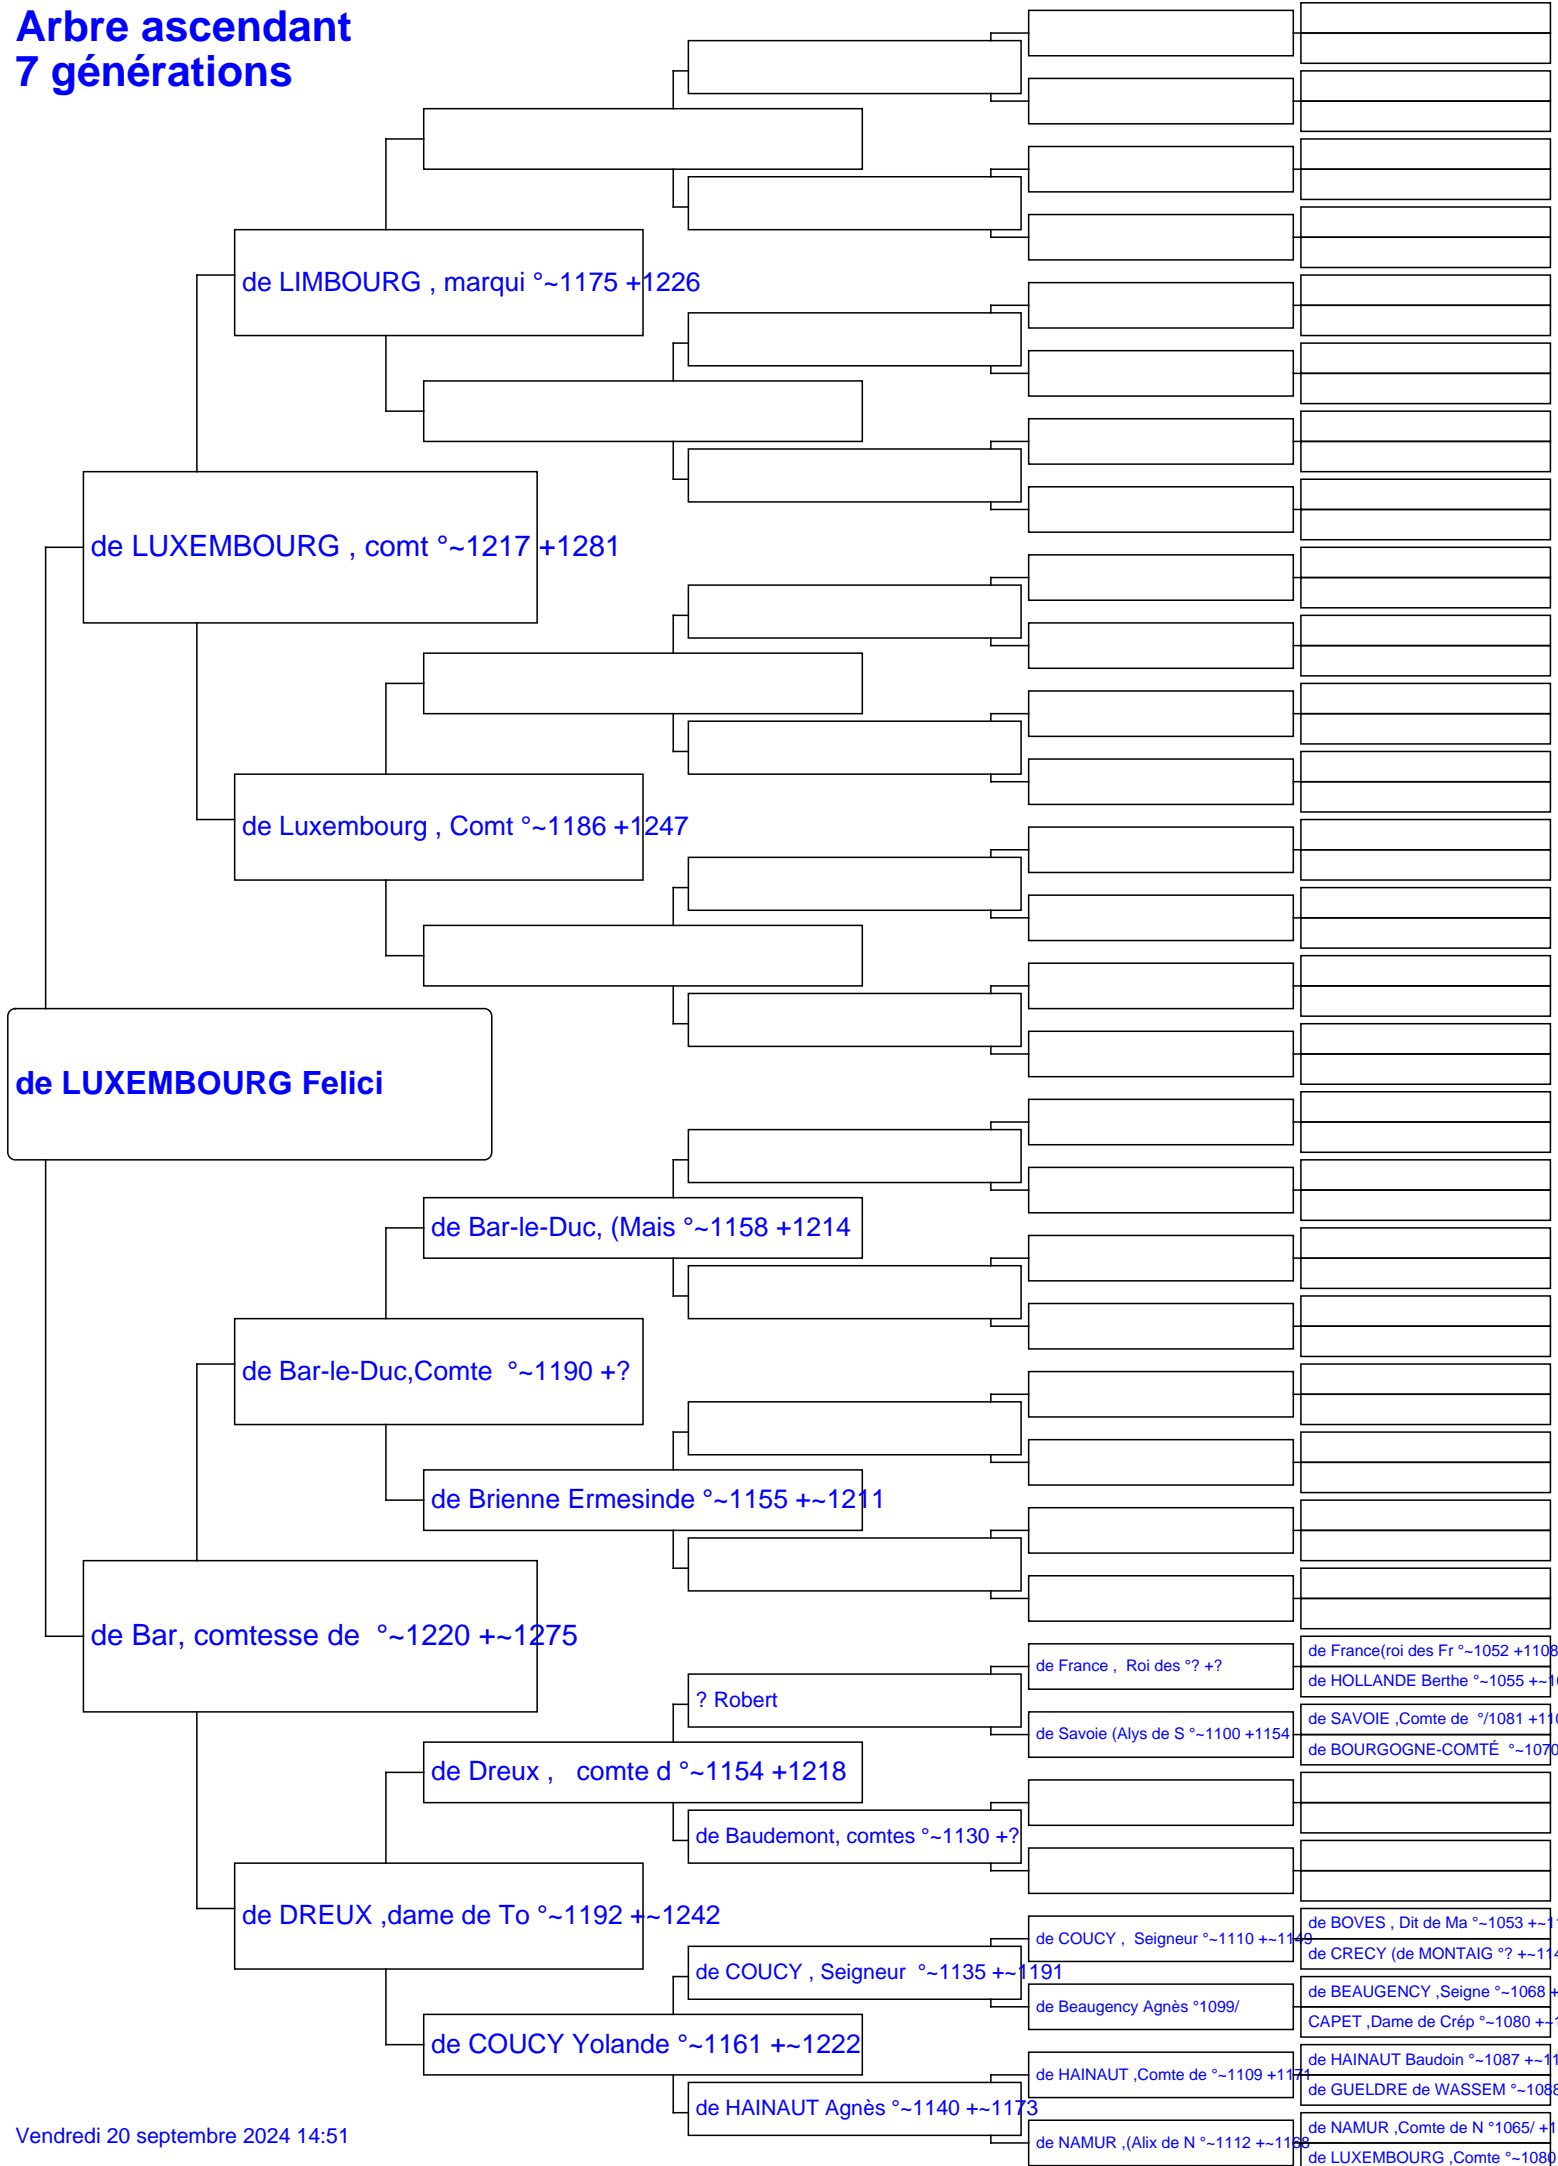 Arbre ascendant
7 générations
de LIMBOURG , marqui °~1175 +1226
de LUXEMBOURG , comt °~1217 +1281
de Luxembourg , Comt °~1186 +1247
de LUXEMBOURG Felici
de Bar-le-Duc, (Mais °~1158 +1214
de Bar-le-Duc,Comte °~1190 +?
de Brienne Ermesinde °~1155 +~1211
de Bar, comtesse de °~1220 +~1275
de France(roi des Fr °~1052 +1108
de France , Roi des °? +?
de HOLLANDE Berthe °~1055 +~1
? Robert
de SAVOIE ,Comte de °/1081 +110
de Savoie (Alys de S °~1100 +1154
de BOURGOGNE-COMTÉ °~1070
de Dreux , comte d °~1154 +1218
de Baudemont, comtes °~1130 +?
de DREUX ,dame de To °~1192 +~1242
de BOVES , Dit de Ma °~1053 +~1
de COUCY , Seigneur °~1110 +~1149
de CRECY (de MONTAIG °? +~114
de COUCY , Seigneur °~1135 +~1191
de BEAUGENCY ,Seigne °~1068 +
de Beaugency Agnès °1099/
CAPET ,Dame de Crép °~1080 +~1
de COUCY Yolande °~1161 +~1222
de HAINAUT Baudoin °~1087 +~11
de HAINAUT ,Comte de °~1109 +1171
de GUELDRE de WASSEM °~1088
de HAINAUT Agnès °~1140 +~1173
de NAMUR ,Comte de N °1065/ +1
de NAMUR ,(Alix de N °~1112 +~1168
de LUXEMBOURG ,Comte °~1080
Vendredi 20 septembre 2024 14:51